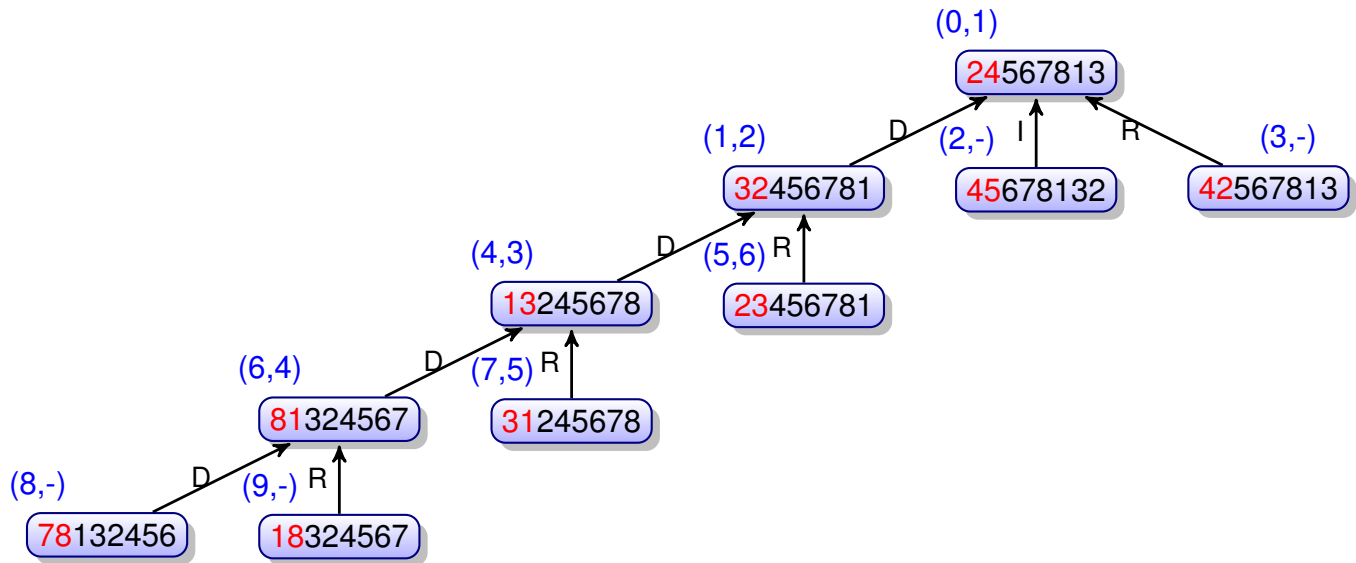 (0,1)
24567813
D
I
R
(1,2)
(2,-)
(3,-)
32456781
45678132
42567813
D
R
(4,3)
(5,6)
13245678
23456781
D
R
(6,4)
(7,5)
81324567
31245678
D
R
(8,-)
(9,-)
78132456
18324567